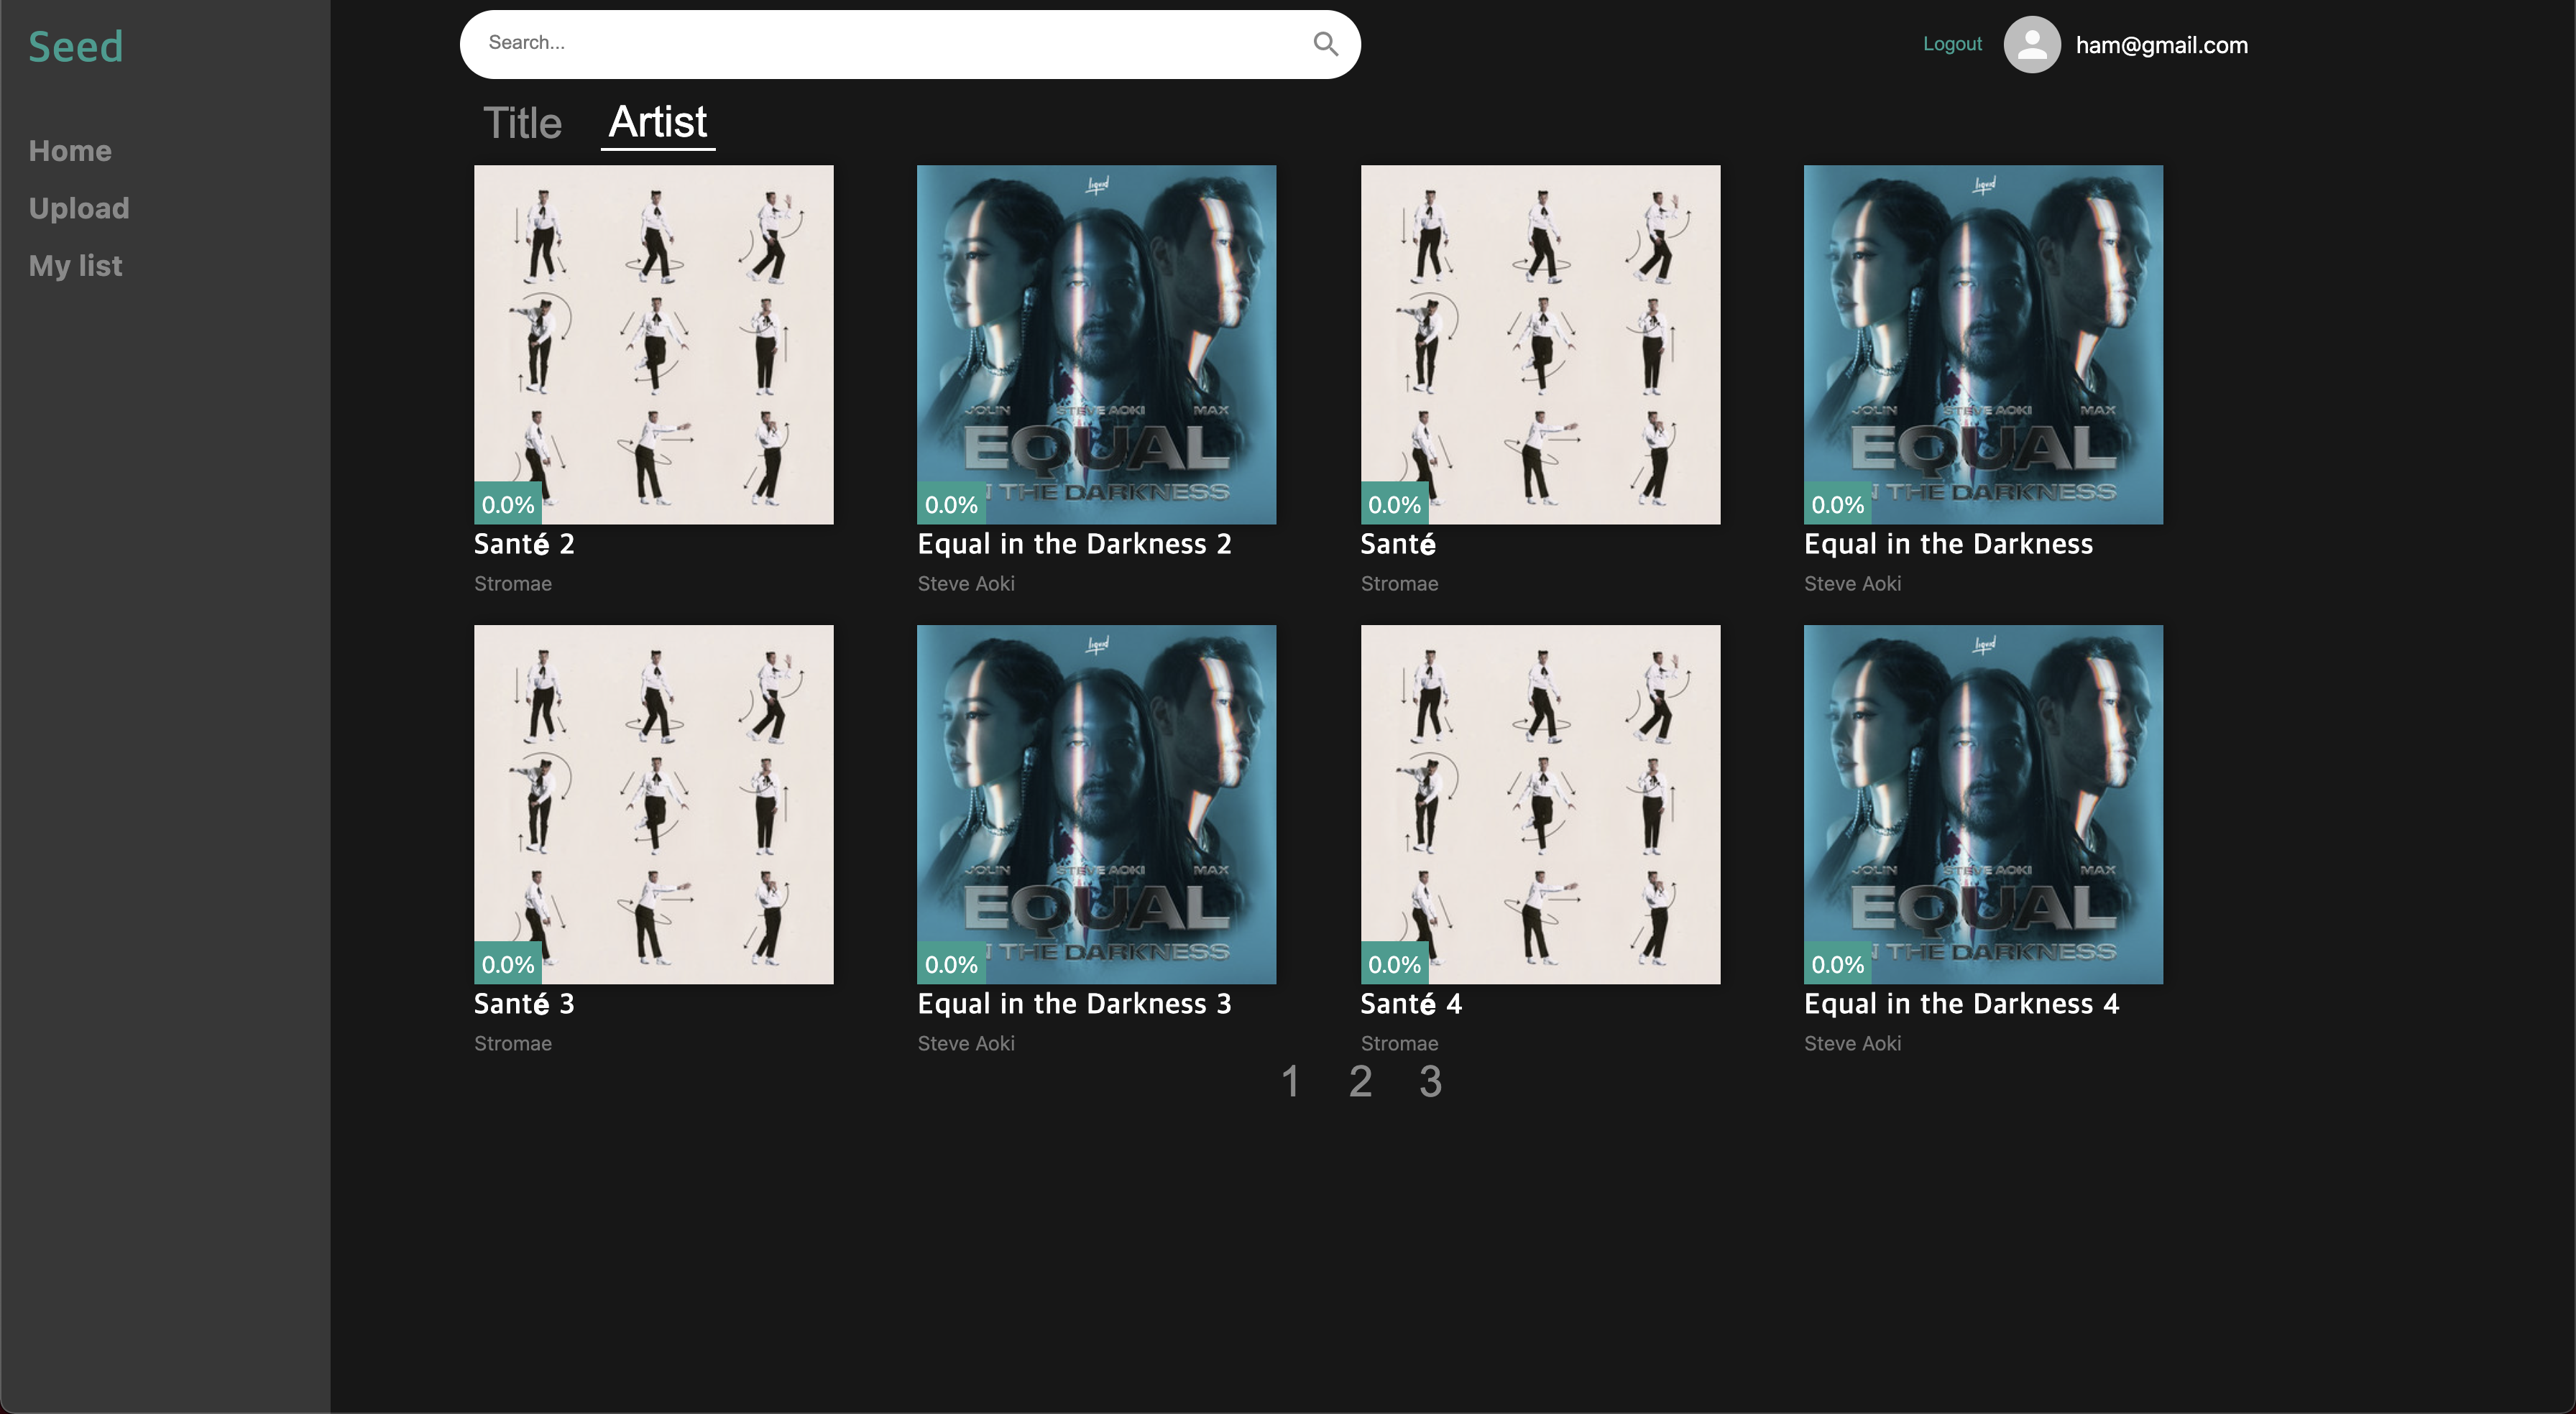 Seed
Search...
Logout
ham@gmail.com
Home
Upload
My list
Title
Artist
liquid
JOLIN STEVE AOKI MAX
EQUAL
THE DARKNESS
liquid
JOLIN STEVE AOKI MAX
EQUAL
THE DARKNESS
0.0%
0.0%
0.0%
0.0%
Santé 2
Equal in the Darkness 2
Santé
Equal in the Darkness
Stromae
Steve Aoki
Stromae
Steve Aoki
liquid
JOLIN STEVE AOKI MAX
EQUAL
THE DARKNESS
liquid
JOLIN STEVE AOKI MAX
EQUAL
THE DARKNESS
0.0%
0.0%
0.0%
0.0%
Santé 3
Equal in the Darkness 3
Santé 4
Equal in the Darkness 4
Stromae
Steve Aoki
Stromae
Steve Aoki
1 2 3